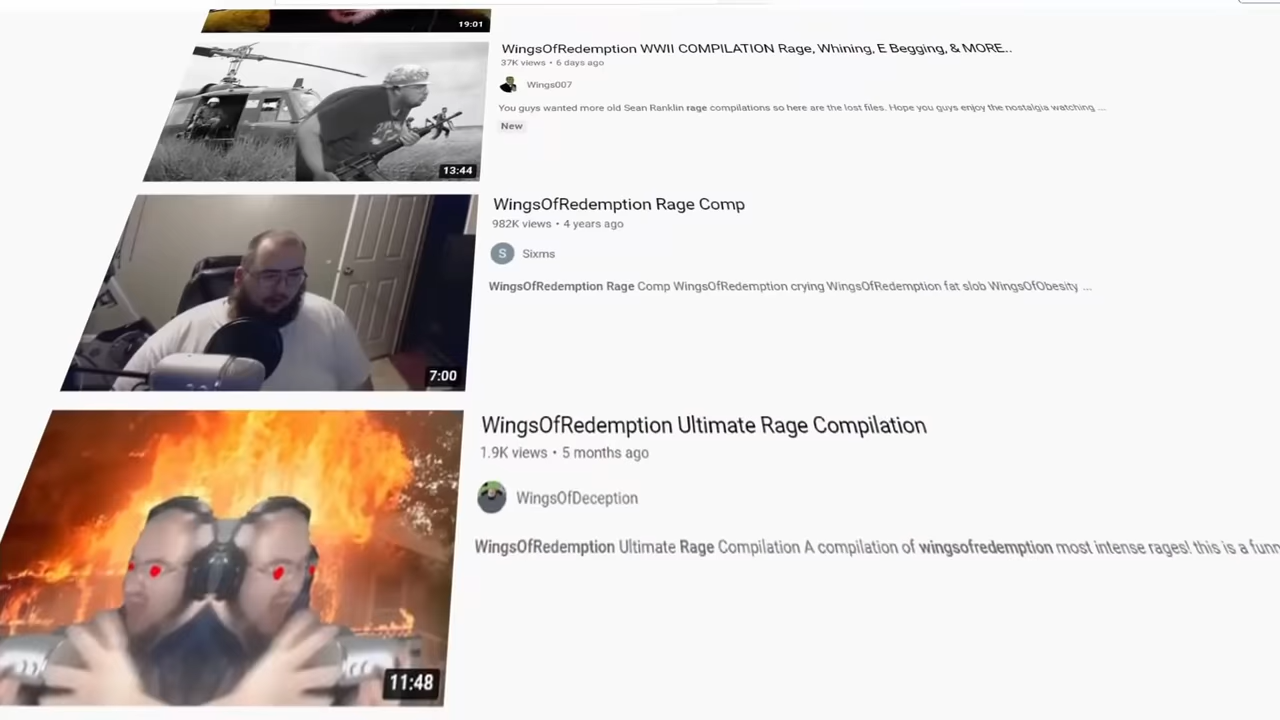 19:01
WingsOfRedemption WWII COMPILATION Rage, Whining, E Begging, & MORE...
37K views • 6 days ago
Wings007
You guys wanted more old Sean Ranklin rage compilations so here are the lost files. Hope you guys enjoy the nostalgia watching ...
New
13:44
WingsOfRedemption Rage Comp
982K views • 4 years ago
S Sixms
WingsOfRedemption Rage Comp WingsOfRedemption crying WingsOfRedemption fat slob WingsOfObesity ...
7:00
WingsOfRedemption Ultimate Rage Compilation
1.9K views • 5 months ago
WingsOfDeception
WingsOfRedemption Ultimate Rage Compilation A compilation of wingsofredemption most intense rages! this is a funn
11:48